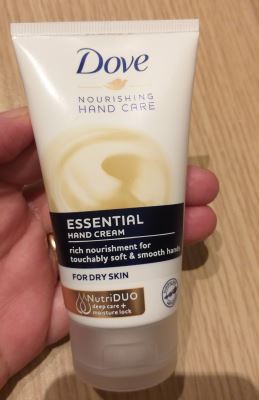 Dove
NOURISHING
HAND CARE
ESSENTIAL
HAND CREAM
rich nourishment for
touchably soft & smooth hands
FOR DRY SKIN
NutriDUO
deep care +
moisture lock